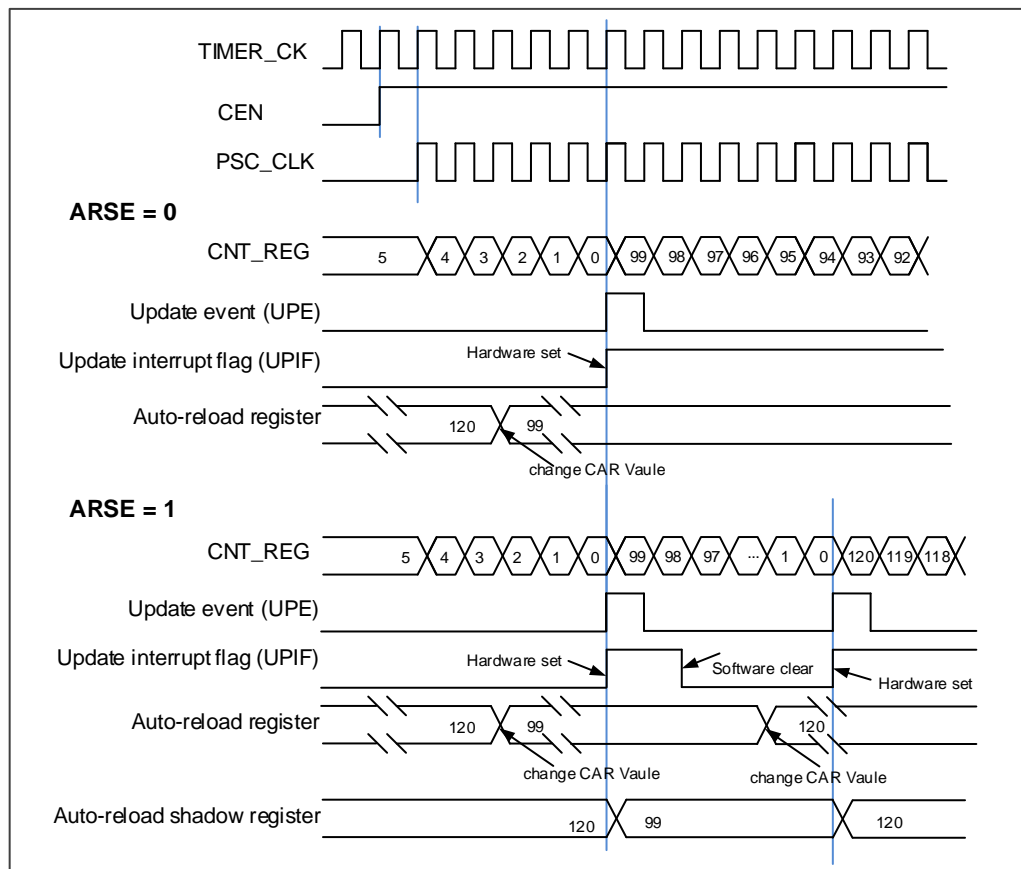 TIMER_CK
CEN
PSC_CLK
ARSE = 0
CNT_REG 5 4 3 2 1 0 99 98 97 96 95 94 93 92
Update event (UPE)
Update interrupt flag (UPIF) Hardware set
Auto-reload register 120 99
change CAR Vaule
ARSE = 1
CNT_REG 5 4 3 2 1 0 99 98 97 ... 1 0 120 119 118
Update event (UPE)
Update interrupt flag (UPIF) Hardware set Software clear Hardware set
Auto-reload register 120 99 120
change CAR Vaule change CAR Vaule
Auto-reload shadow register 120 99 120